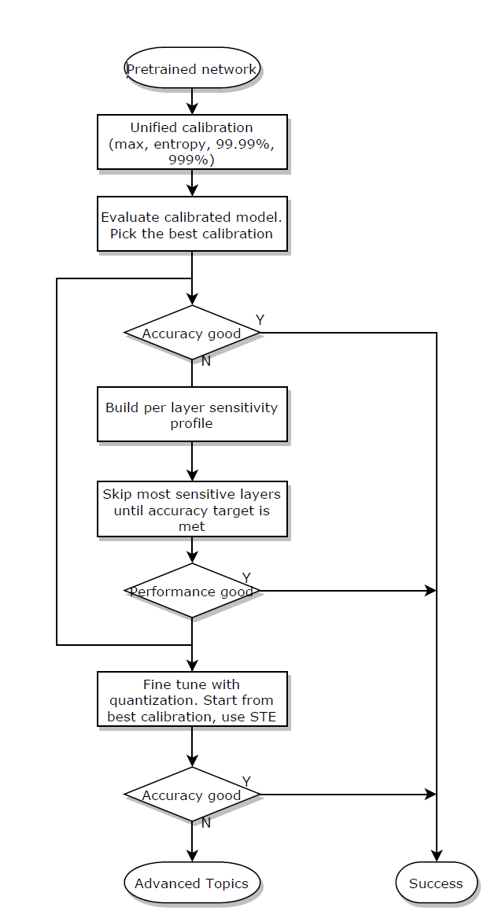 Pretrained network
Unified calibration
(max, entropy, 99.99%,
999%)
Evaluate calibrated model.
Pick the best calibration
Accuracy good
Y
N
Build per layer sensitivity
profile
Skip most sensitive layers
until accuracy target is
met
Performance good
Y
Fine tune with
quantization. Start from
best calibration, use STE
Accuracy good
Y
N
Advanced Topics
Success